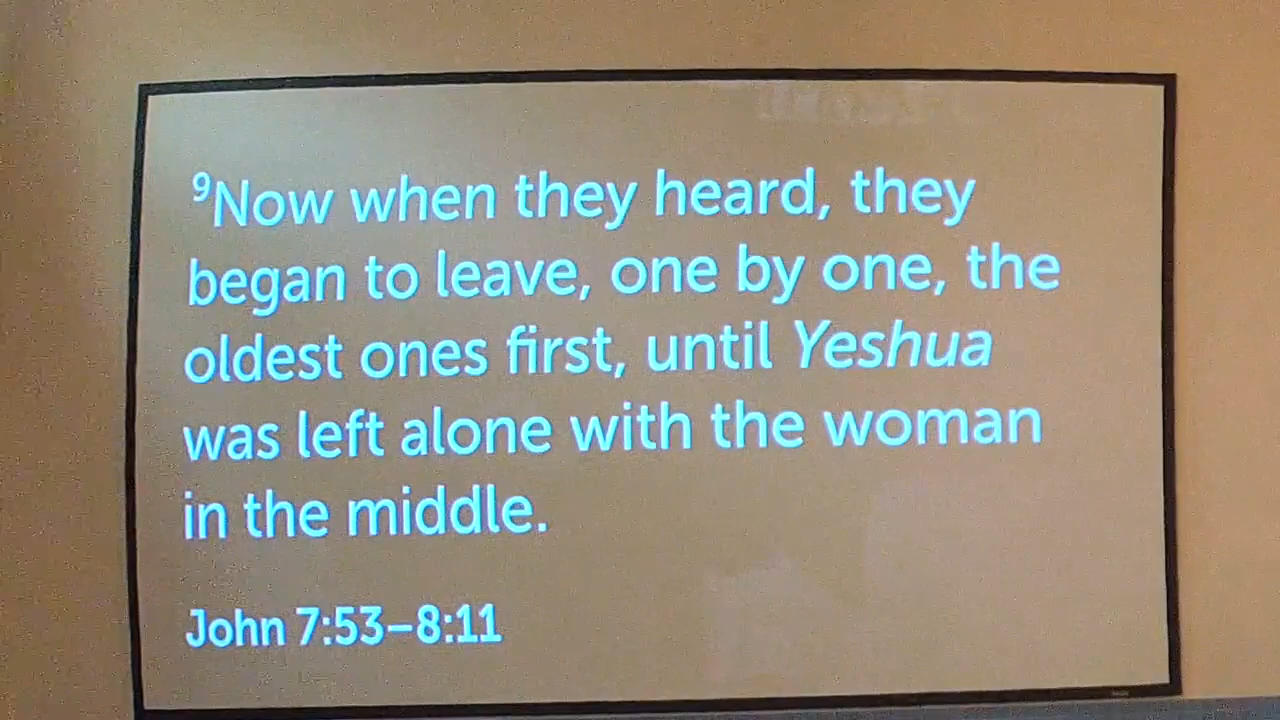 ⁹Now when they heard, they
began to leave, one by one, the
oldest ones first, until Yeshua
was left alone with the woman
in the middle.
John 7:53–8:11